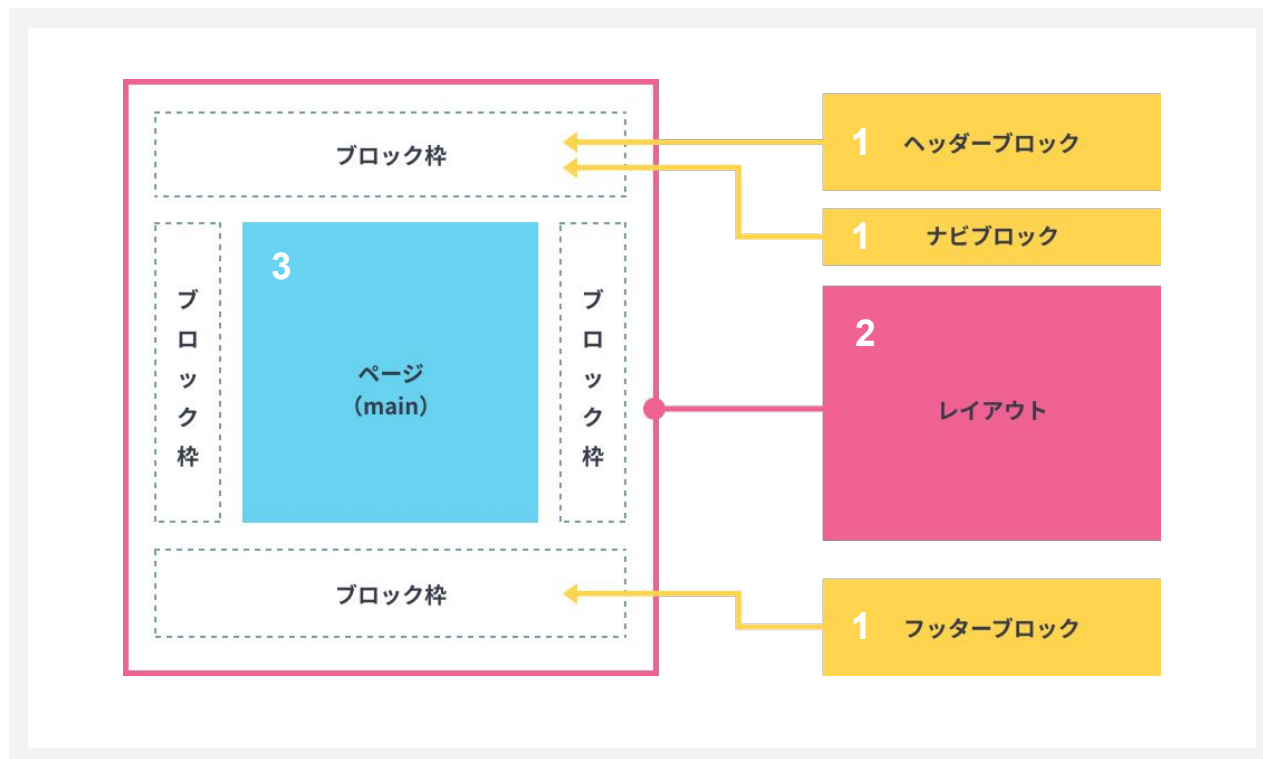 ブロック枠
1 ヘッダーブロック
1 ナビブロック
ブロック枠
3
ページ
（main）
ブロック枠
2
レイアウト
ブロック枠
1 フッターブロック